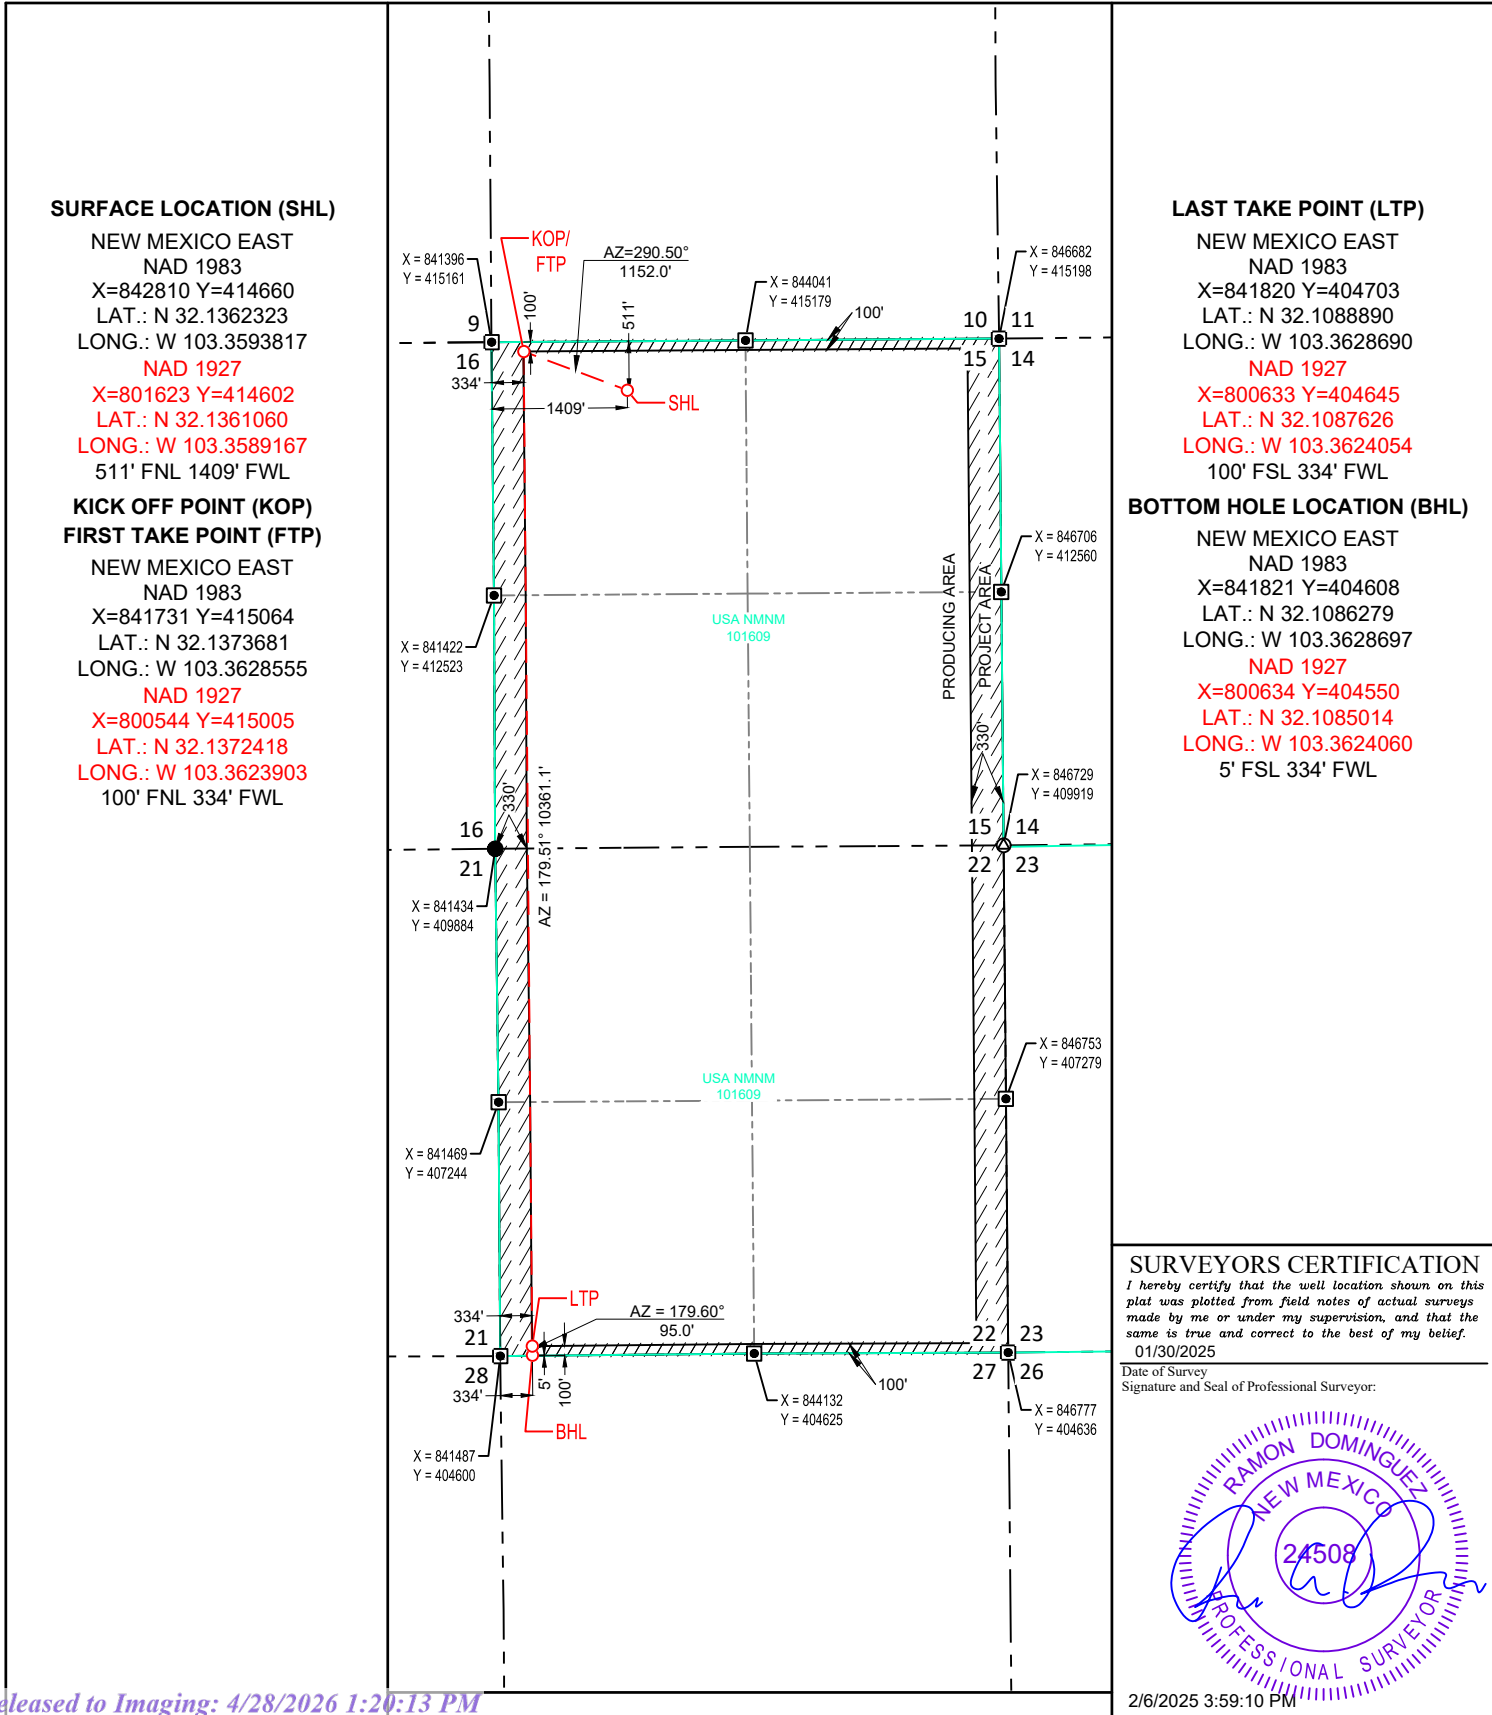 SURFACE LOCATION (SHL)
NEW MEXICO EAST
NAD 1983
X=842810 Y=414660
LAT.: N 32.1362323
LONG.: W 103.3593817
NAD 1927
X=801623 Y=414602
LAT.: N 32.1361060
LONG.: W 103.3589167
511' FNL 1409' FWL
KICK OFF POINT (KOP)
FIRST TAKE POINT (FTP)
NEW MEXICO EAST
NAD 1983
X=841731 Y=415064
LAT.: N 32.1373681
LONG.: W 103.3628555
NAD 1927
X=800544 Y=415005
LAT.: N 32.1372418
LONG.: W 103.3623903
100' FNL 334' FWL
KOP/
FTP
AZ=290.50°
1152.0'
X = 841396
Y = 415161
X = 844041
Y = 415179
X = 846682
Y = 415198
100'
511'
100'
9
10 11
16
15 14
334'
1409'
SHL
X = 846706
Y = 412560
PRODUCING AREA
PROJECT AREA
USA NMNM
101609
X = 841422
Y = 412523
330'
330'
X = 846729
Y = 409919
AZ = 179.51° 10361.1'
16
15 14
21
22 23
X = 841434
Y = 409884
X = 846753
Y = 407279
USA NMNM
101609
X = 841469
Y = 407244
LTP
334'
AZ = 179.60°
95.0'
21
22 23
28
27 26
334'
5'
100'
100'
BHL
X = 844132
Y = 404625
X = 846777
Y = 404636
X = 841487
Y = 404600
LAST TAKE POINT (LTP)
NEW MEXICO EAST
NAD 1983
X=841820 Y=404703
LAT.: N 32.1088890
LONG.: W 103.3628690
NAD 1927
X=800633 Y=404645
LAT.: N 32.1087626
LONG.: W 103.3624054
100' FSL 334' FWL
BOTTOM HOLE LOCATION (BHL)
NEW MEXICO EAST
NAD 1983
X=841821 Y=404608
LAT.: N 32.1086279
LONG.: W 103.3628697
NAD 1927
X=800634 Y=404550
LAT.: N 32.1085014
LONG.: W 103.3624060
5' FSL 334' FWL
SURVEYORS CERTIFICATION
I hereby certify that the well location shown on this
plat was plotted from field notes of actual surveys
made by me or under my supervision, and that the
same is true and correct to the best of my belief.
01/30/2025
Date of Survey
Signature and Seal of Professional Surveyor:
RAMON DOMINGUEZ
NEW MEXICO
24508
PROFESSIONAL SURVEYOR
2/6/2025 3:59:10 PM
eleased to Imaging: 4/28/2026 1:20:13 PM